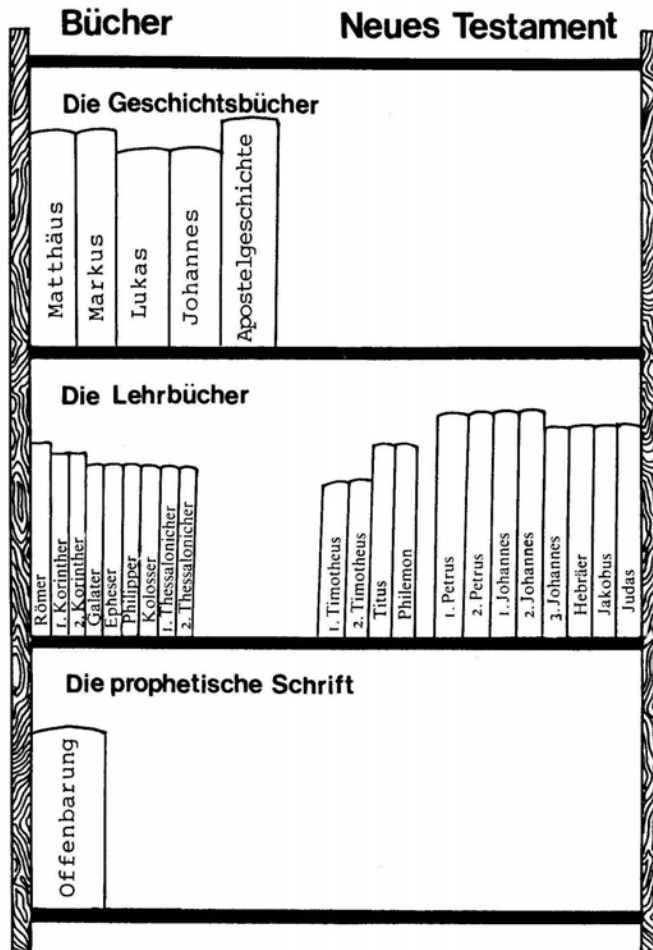 Bücher Neues Testament
Die Geschichtsbücher
Matthäus
Markus
Lukas
Johannes
Apostelgeschichte
Die Lehrbücher
Römer
1. Korinther
2. Korinther
Galater
Epheser
Philipper
Kolosser
1. Thessalonicher
2. Thessalonicher
1. Timotheus
2. Timotheus
Titus
Philemon
1. Petrus
2. Petrus
1. Johannes
2. Johannes
3. Johannes
Hebräer
Jakobus
Judas
Die prophetische Schrift
Offenbarung